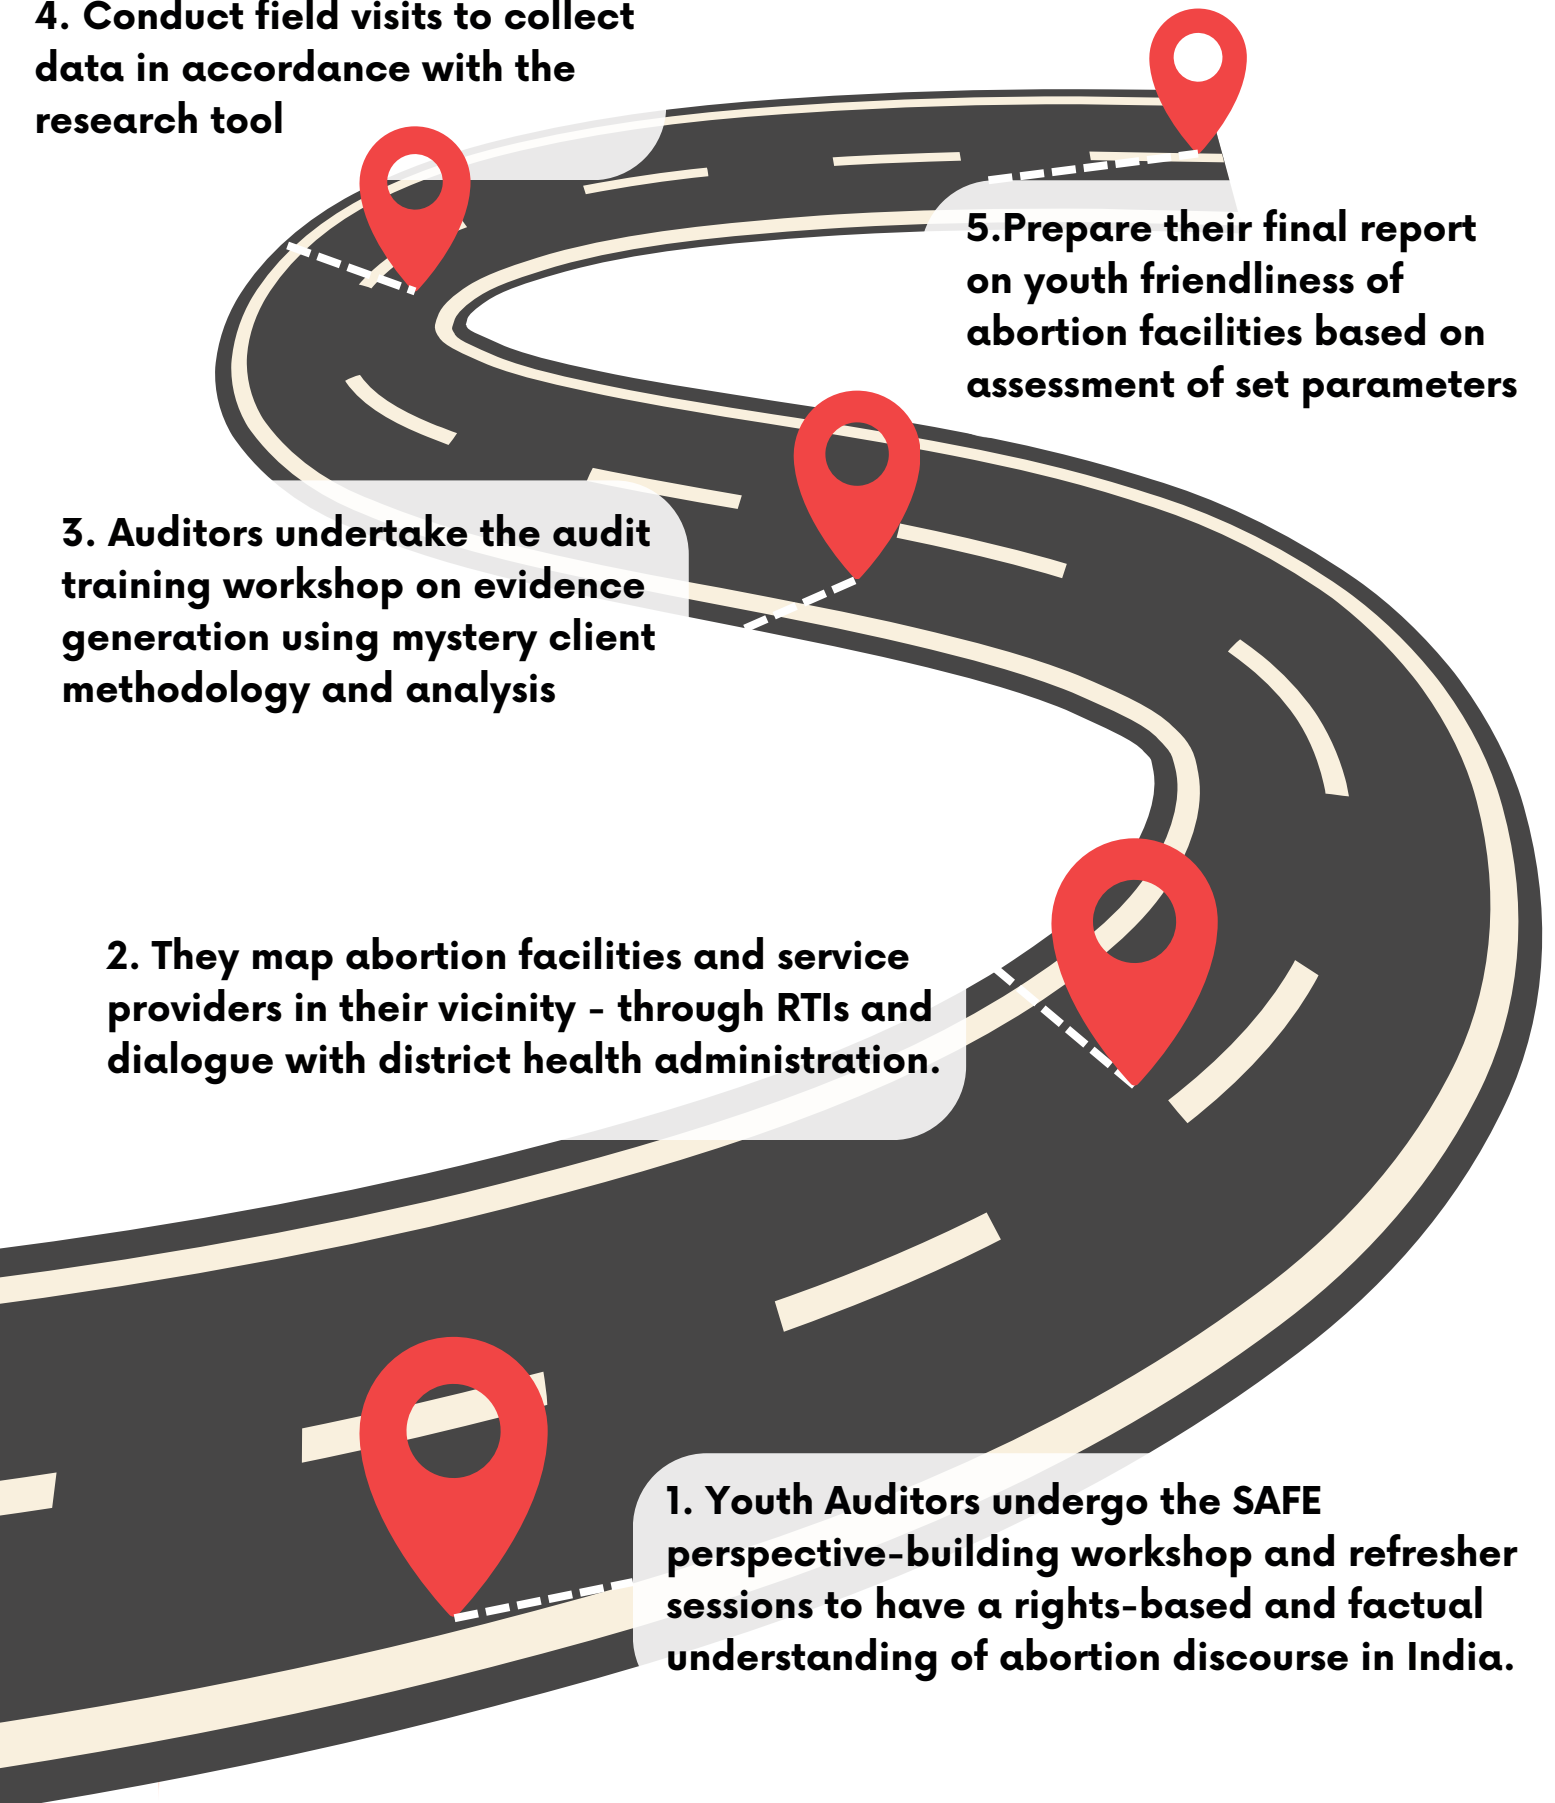 4. Conduct field visits to collect
data in accordance with the
research tool
5.Prepare their final report
on youth friendliness of
abortion facilities based on
assessment of set parameters
3. Auditors undertake the audit
training workshop on evidence
generation using mystery client
methodology and analysis
2. They map abortion facilities and service
providers in their vicinity - through RTIs and
dialogue with district health administration.
1. Youth Auditors undergo the SAFE
perspective-building workshop and refresher
sessions to have a rights-based and factual
understanding of abortion discourse in India.